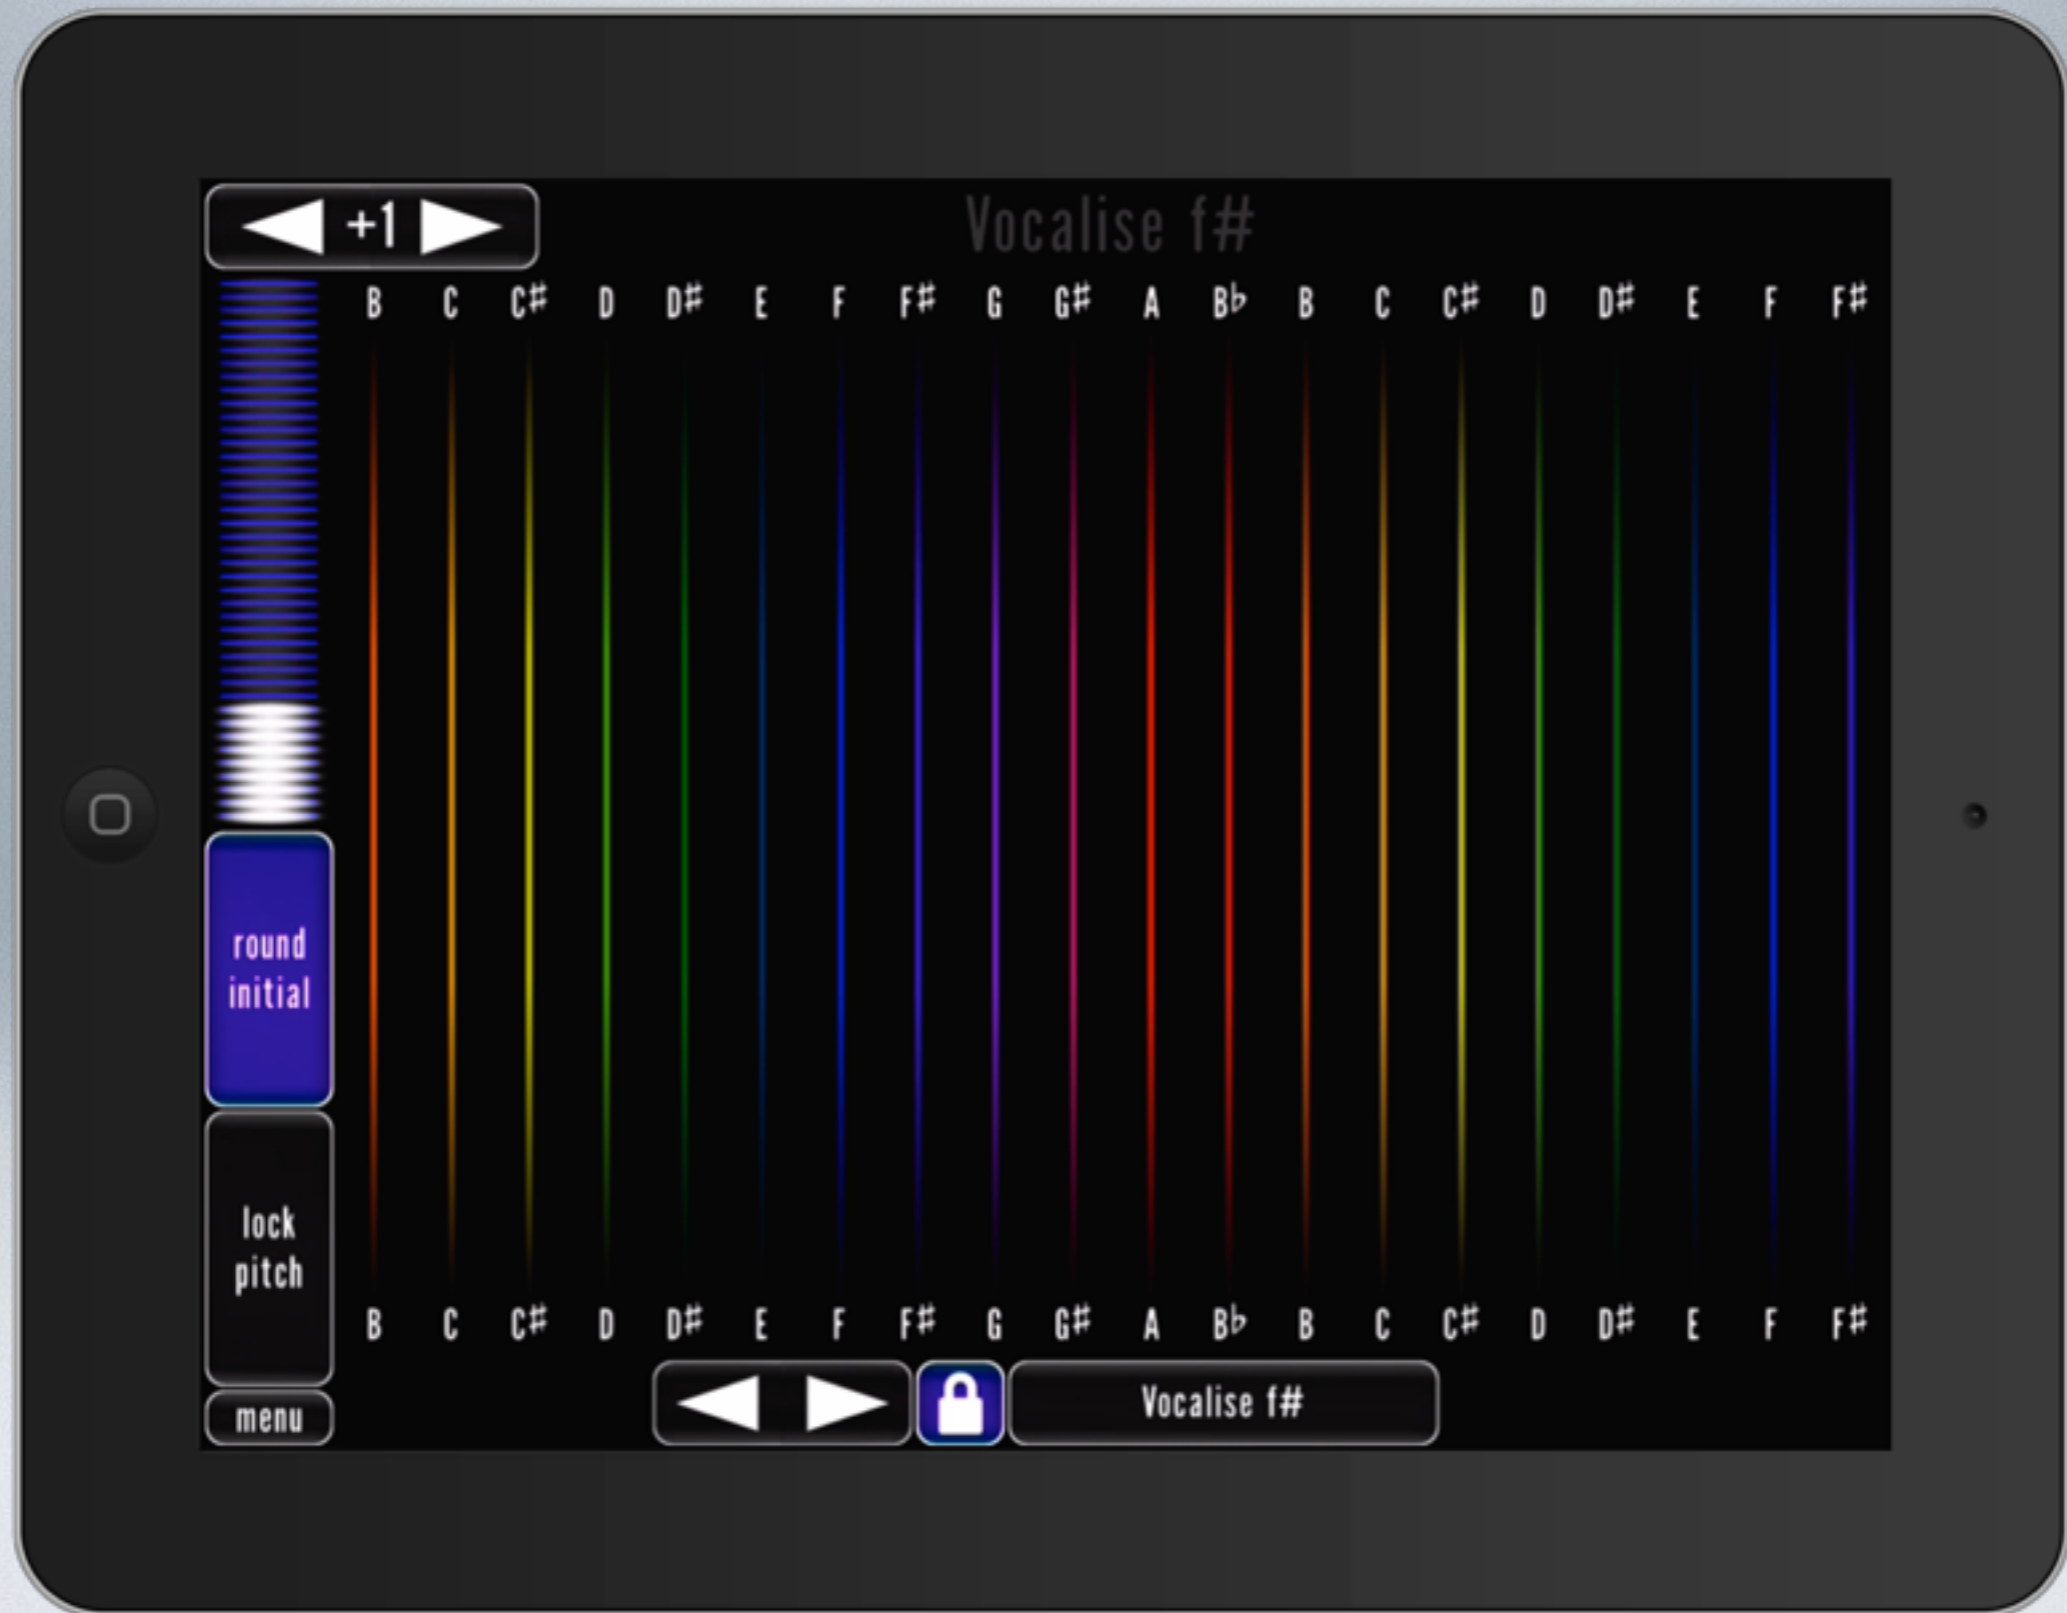 +1
Vocalise f#
B C C♯ D D♯ E F F♯ G G♯ A B♭ B C C♯ D D♯ E F F♯
round
initial
lock
pitch
B C C♯ D D♯ E F F♯ G G♯ A B♭ B C C♯ D D♯ E F F♯
menu
Vocalise f#